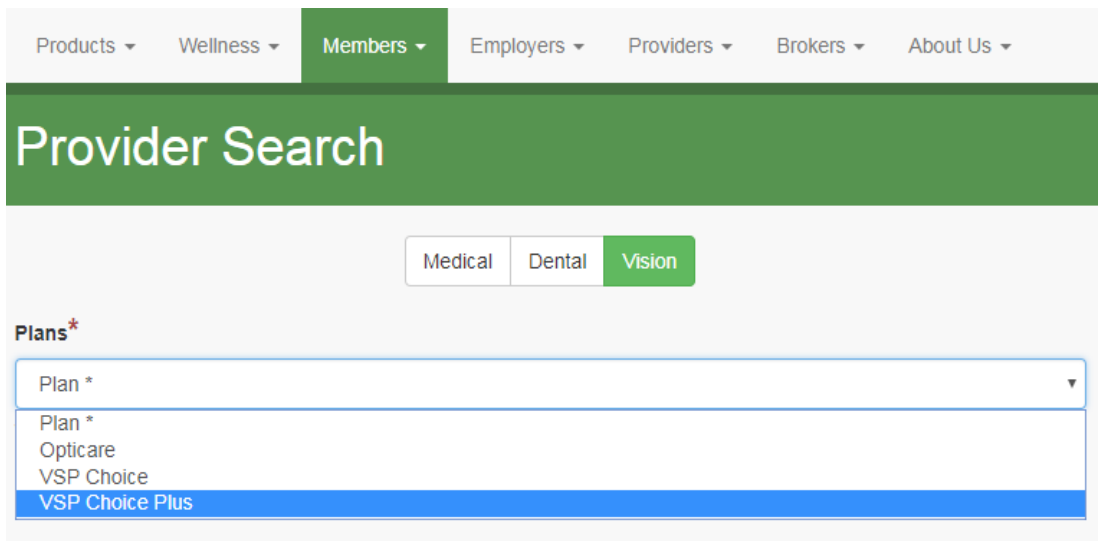 Products Wellness Members Employers Providers Brokers About Us
Provider Search
Medical Dental Vision
Plans*
Plan *
Plan *
Opticare
VSP Choice
VSP Choice Plus